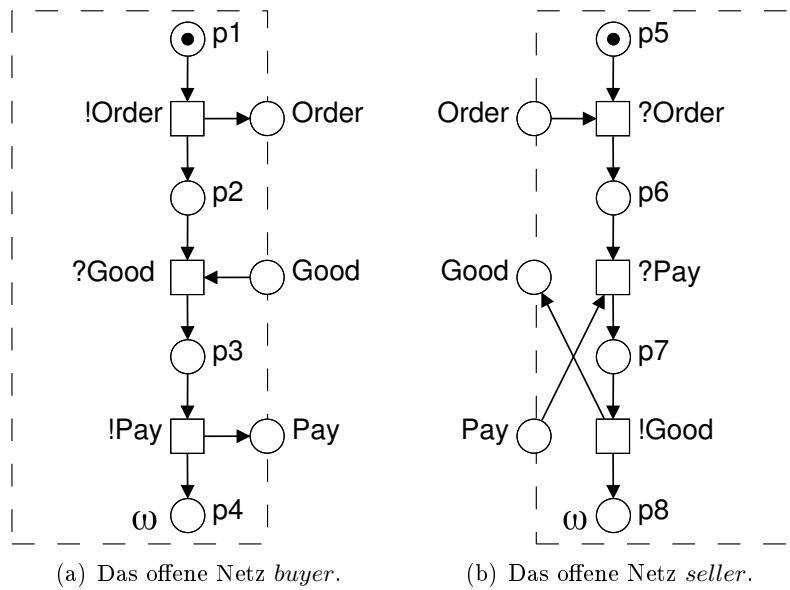 p1
p5
!Order
Order
Order
?Order
p2
p6
?Good
Good
Good
?Pay
p3
p7
!Pay
Pay
Pay
!Good
ω p4
ω p8
(a) Das offene Netz buyer.
(b) Das offene Netz seller.